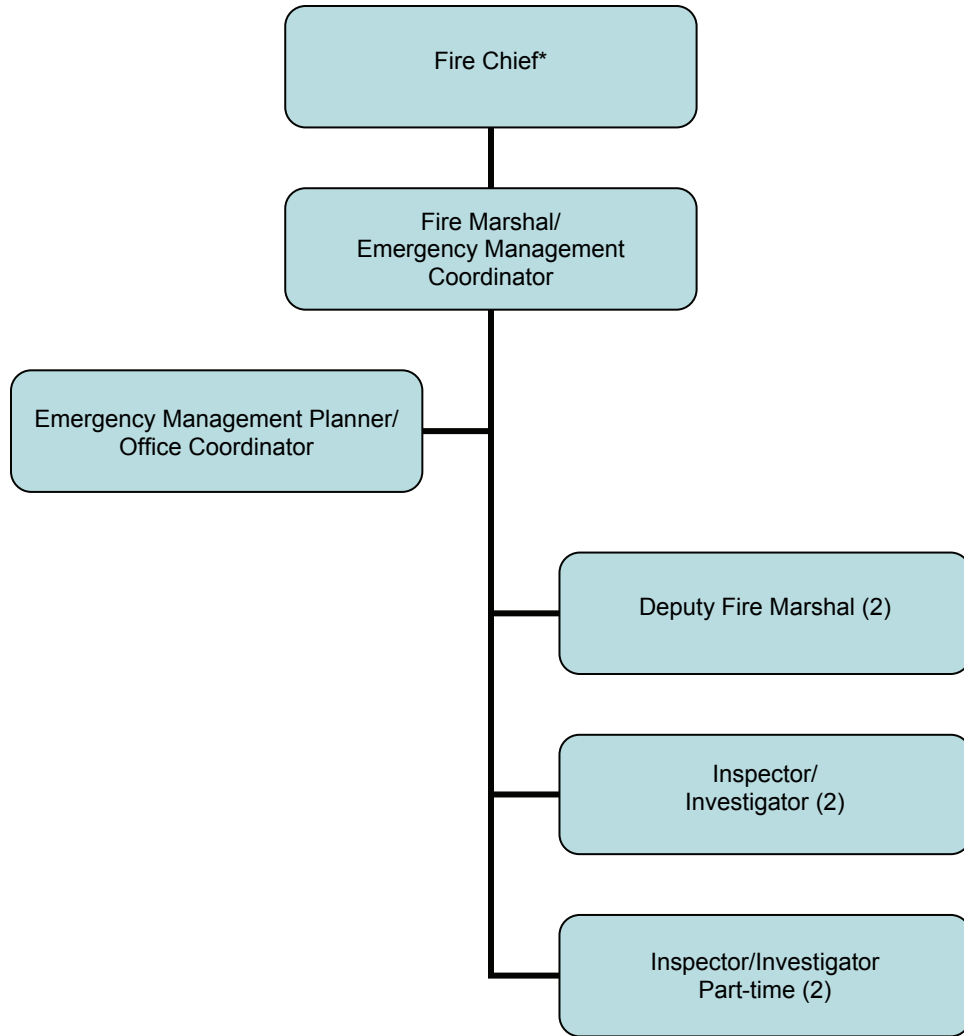 Fire Chief*
Fire Marshal/
Emergency Management
Coordinator
Emergency Management Planner/
Office Coordinator
Deputy Fire Marshal (2)
Inspector/
Investigator (2)
Inspector/Investigator
Part-time (2)